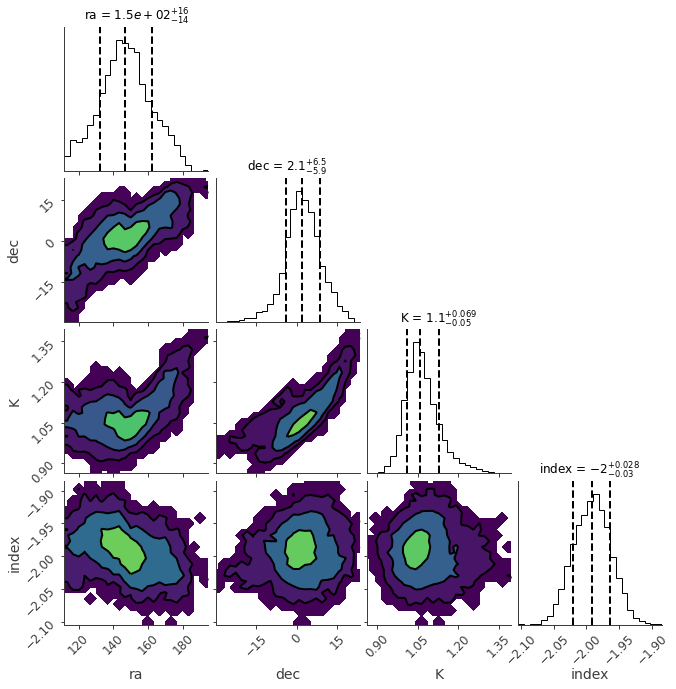 ra = 1.5e+02+16−14
dec = 2.1+6.5−5.9
15
0
−15
dec
K = 1.1+0.069−0.05
1.35
1.20
1.05
0.90
K
index = −2+0.028−0.03
−1.90
−1.95
−2.00
−2.05
−2.10
index
120 140 160 180 −15 0 15 0.90 1.05 1.20 1.35 −2.10 −2.05 −2.00 −1.95 −1.90
ra dec K index